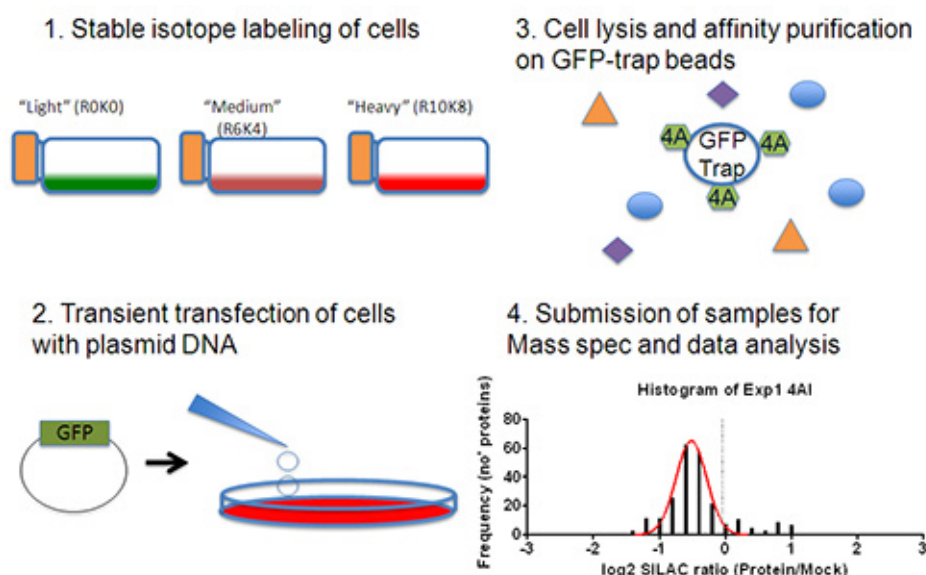 1. Stable isotope labeling of cells
"Light" (R0K0)
"Medium"
(R6K4)
"Heavy" (R10K8)
2. Transient transfection of cells
with plasmid DNA
GFP
3. Cell lysis and affinity purification
on GFP-trap beads
4A
4A
GFP
Trap
4A
4. Submission of samples for
Mass spec and data analysis
Histogram of Exp1 4AI
Frequency (no° proteins)
80
60
40
20
0
-3
-2
-1
0
1
2
3
log2 SILAC ratio (Protein/Mock)